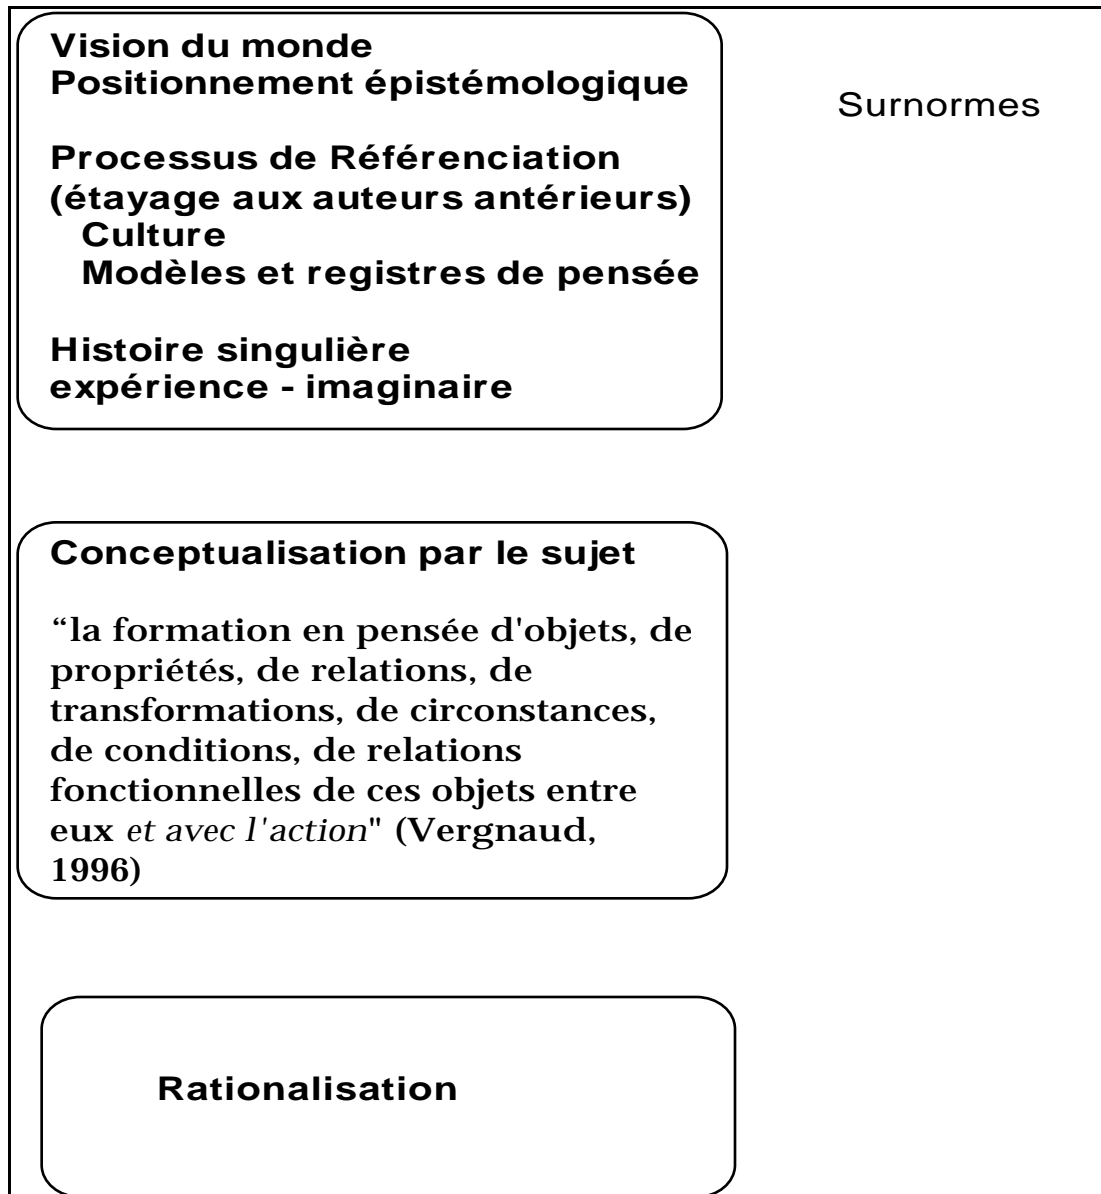 Vision du monde
Positionnement épistémologique
Surnormes
Processus de Référenciation
(étayage aux auteurs antérieurs)
Culture
Modèles et registres de pensée
Histoire singulière
expérience - imaginaire
Conceptualisation par le sujet
“la formation en pensée d'objets, de
propriétés, de relations, de
transformations, de circonstances,
de conditions, de relations
fonctionnelles de ces objets entre
eux et avec l'action" (Vergnaud,
1996)
Rationalisation